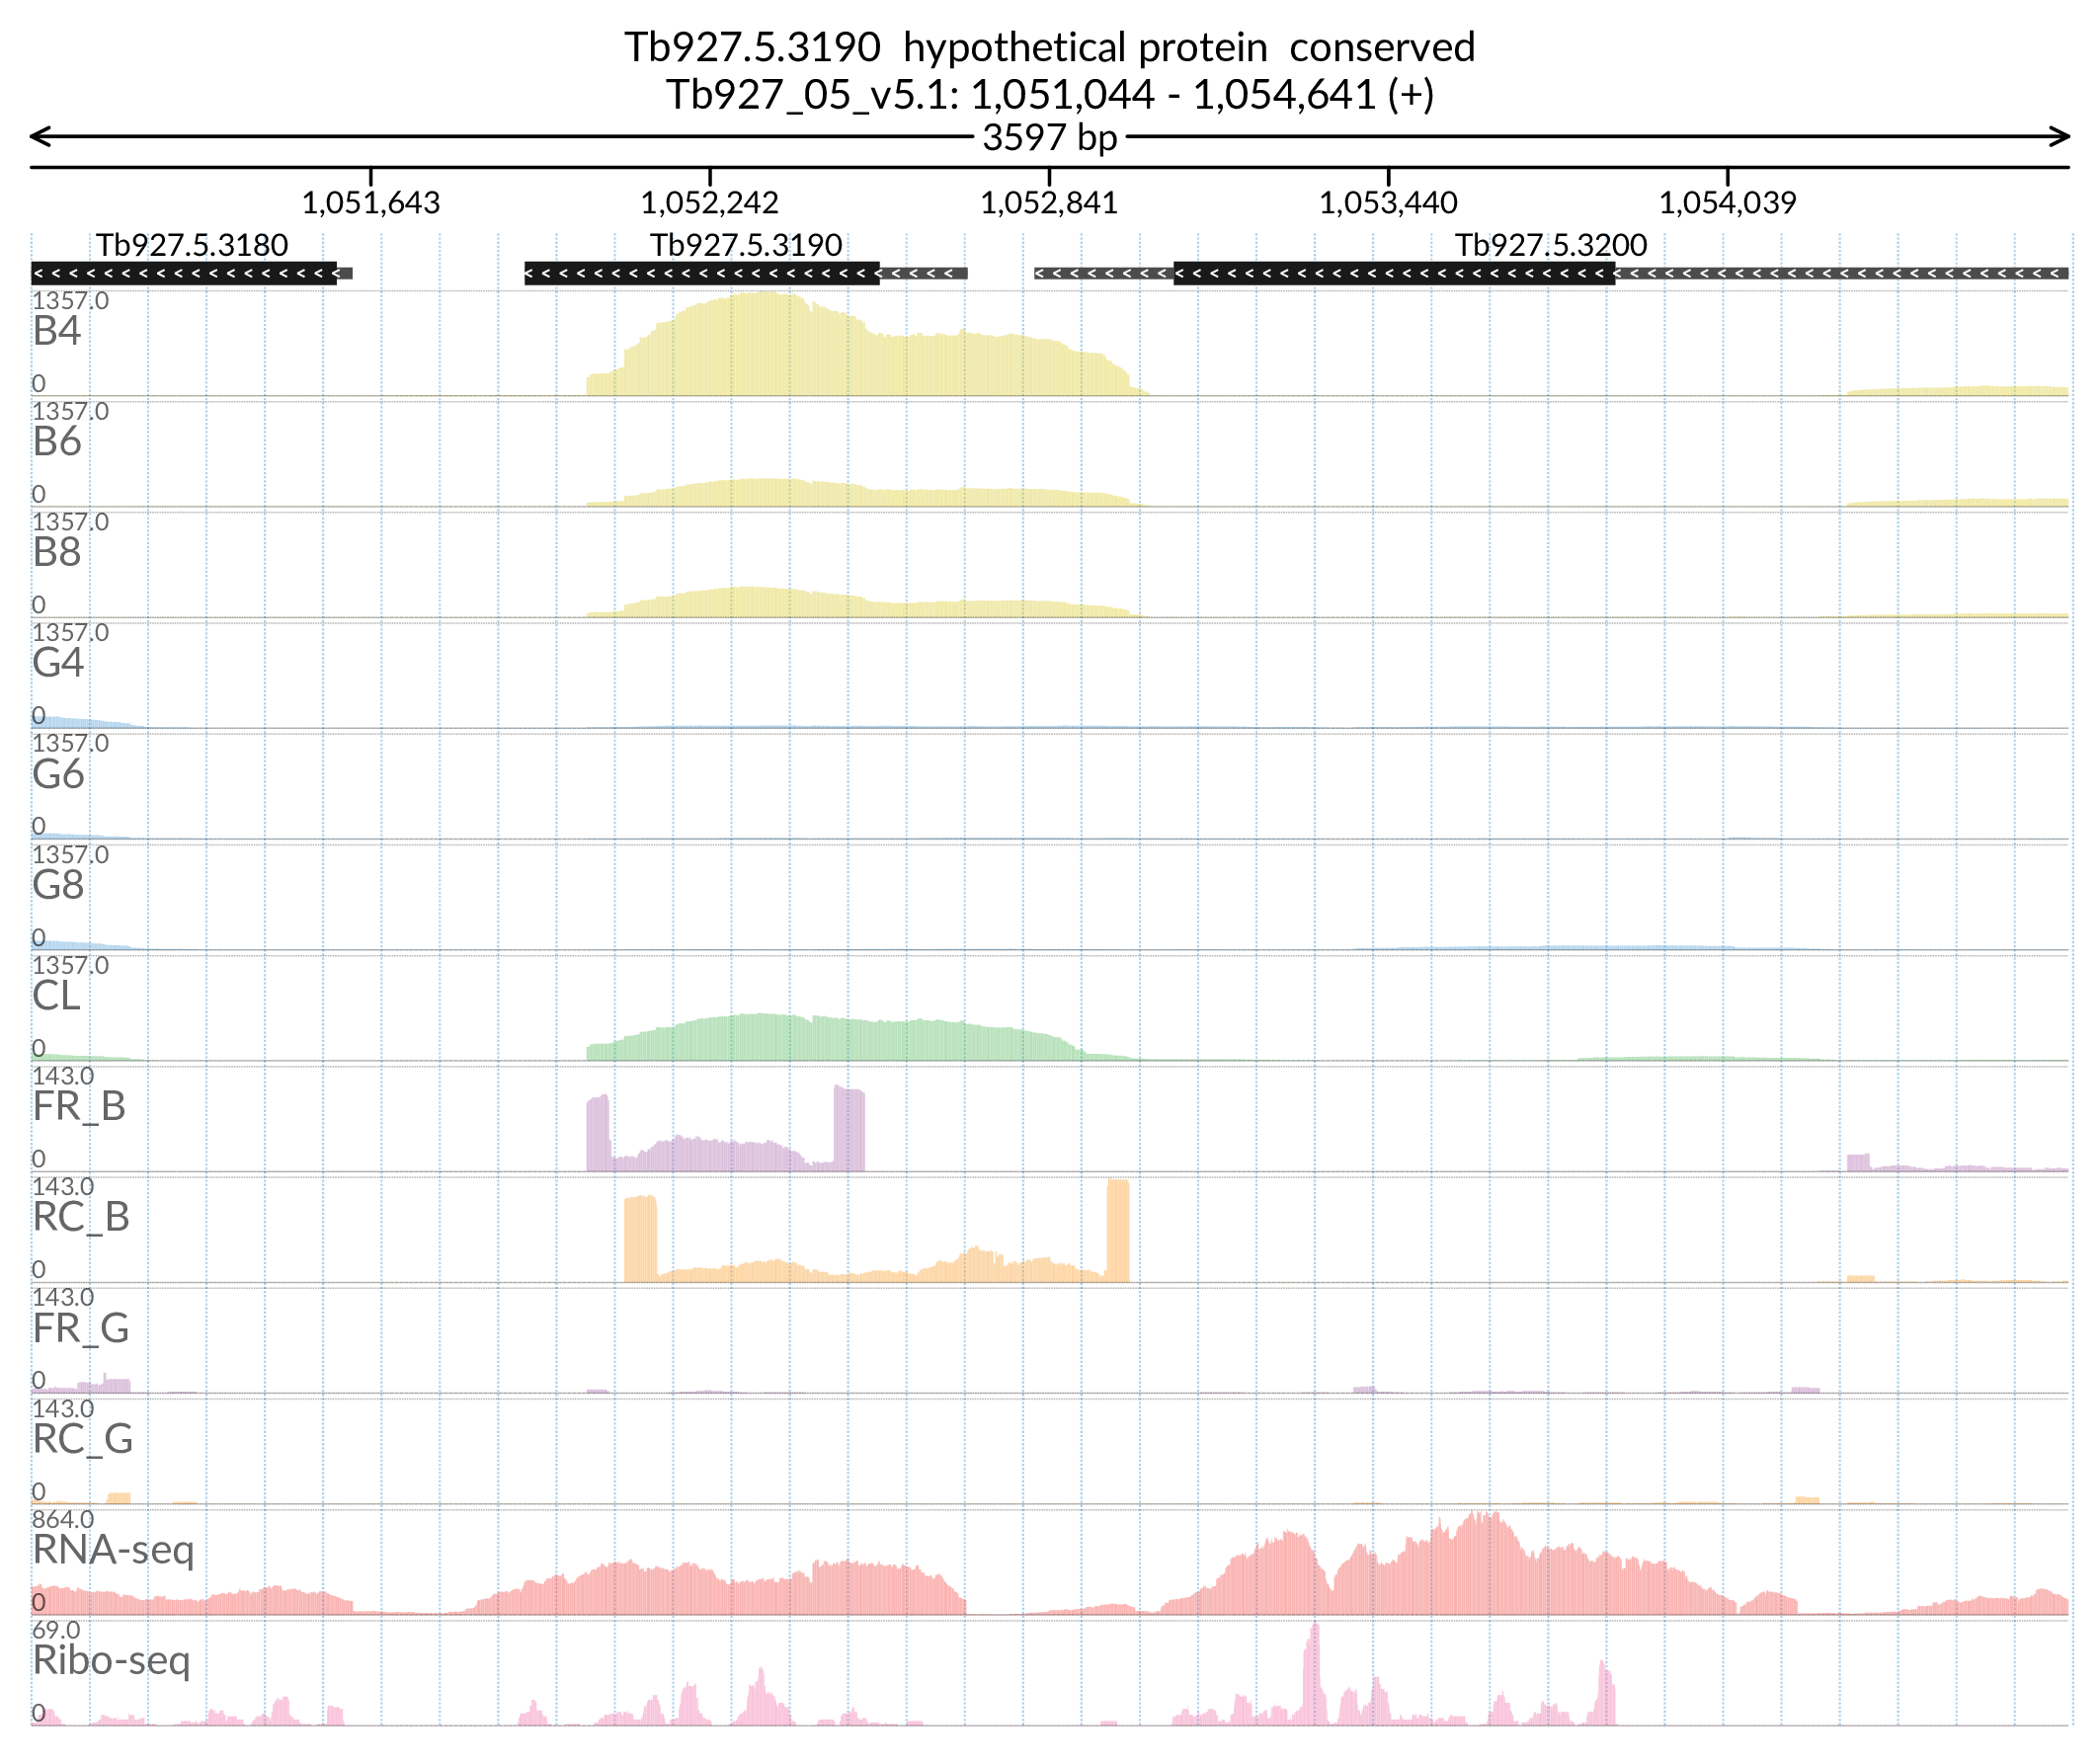 Tb927.5.3190 hypothetical protein conserved
Tb927_05_v5.1: 1,051,044 - 1,054,641 (+)
3597 bp
1,051,643 1,052,242 1,052,841 1,053,440 1,054,039
Tb927.5.3180 Tb927.5.3190 Tb927.5.3200
1357.0
B4
0
1357.0
B6
0
1357.0
B8
0
1357.0
G4
0
1357.0
G6
0
1357.0
G8
0
1357.0
CL
0
143.0
FR_B
0
143.0
RC_B
0
143.0
FR_G
0
143.0
RC_G
0
864.0
RNA-seq
0
69.0
Ribo-seq
0